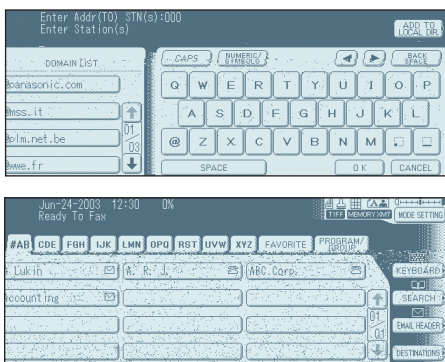 Enter Addr(TO) STN(s):000
Enter Station(s)
ADD TO
LOCAL DIR.
DOMAIN LIST
CAPS NUMERIC/
SYMBOLS
BACK
SPACE
@panasonic.com
@mss.it
@plm.net.be
@wwe.fr
01
03
Q W E R T Y U I O P
A S D F G H J K L
@ Z X C V B N M
SPACE OK CANCEL
Jun-24-2003 12:30 0%
Ready To Fax
TIFF MEMORY XMT MODE SETTING
#AB CDE FGH IJK LMN OPQ RST UVW XYZ FAVORITE PROGRAM/
GROUP
Lukin A. R. J. ABC Corp. KEYBOARD
ccounting SEARCH
01
01
EMAIL HEADER
DESTINATIONS